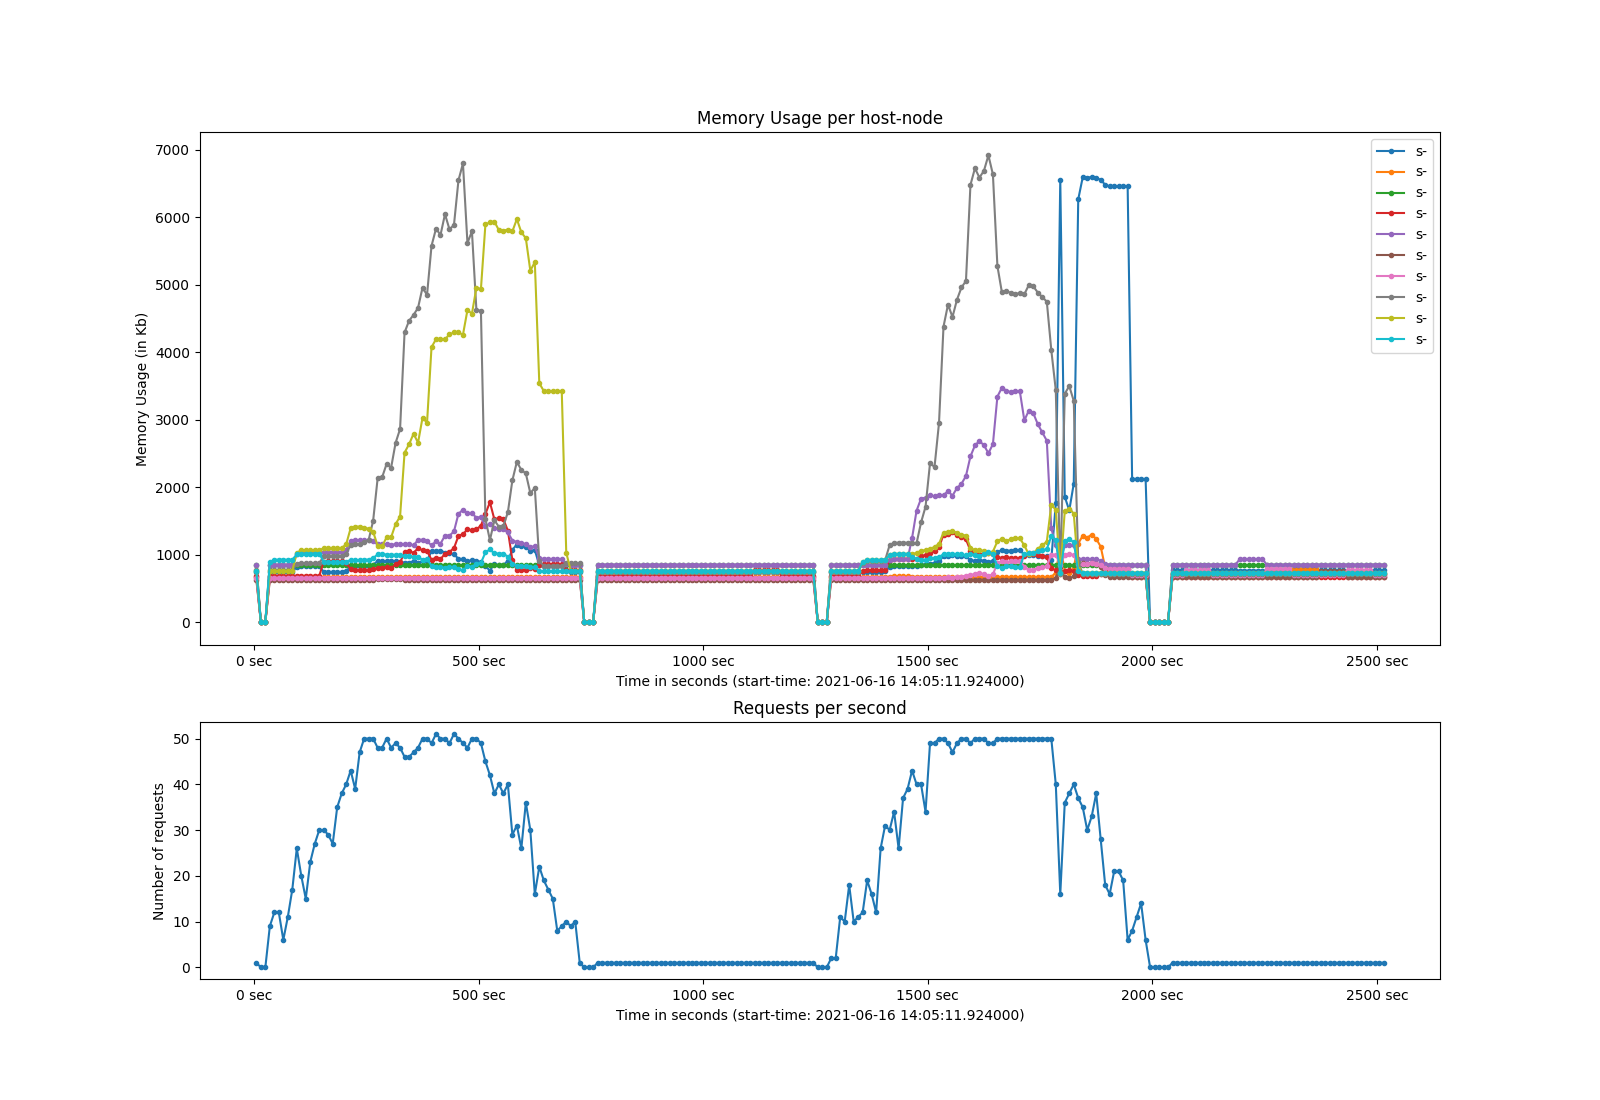 Memory Usage per host-node
7000
6000
5000
4000
3000
2000
1000
0
Memory Usage (in Kb)
s-
s-
s-
s-
s-
s-
s-
s-
s-
s-
0 sec 500 sec 1000 sec 1500 sec 2000 sec 2500 sec
Time in seconds (start-time: 2021-06-16 14:05:11.924000)
Requests per second
50
40
30
20
10
0
Number of requests
0 sec 500 sec 1000 sec 1500 sec 2000 sec 2500 sec
Time in seconds (start-time: 2021-06-16 14:05:11.924000)